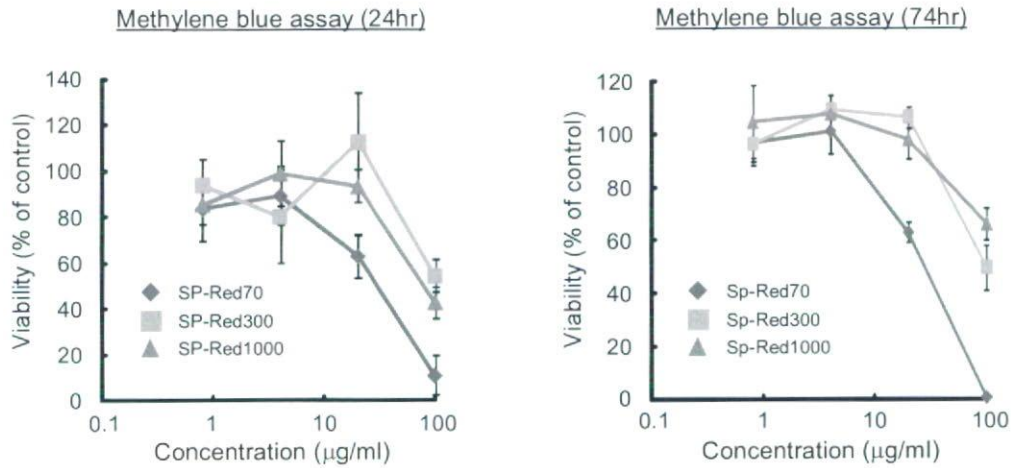 Methylene blue assay (24hr)
Viability (% of control)
140
120
100
80
60
40
20
0
SP-Red70
SP-Red300
SP-Red1000
0.1
1
10
100
Concentration (μg/ml)
Methylene blue assay (74hr)
Viability (% of control)
120
100
80
60
40
20
0
Sp-Red70
Sp-Red300
Sp-Red1000
0.1
1
10
100
Concentration (μg/ml)